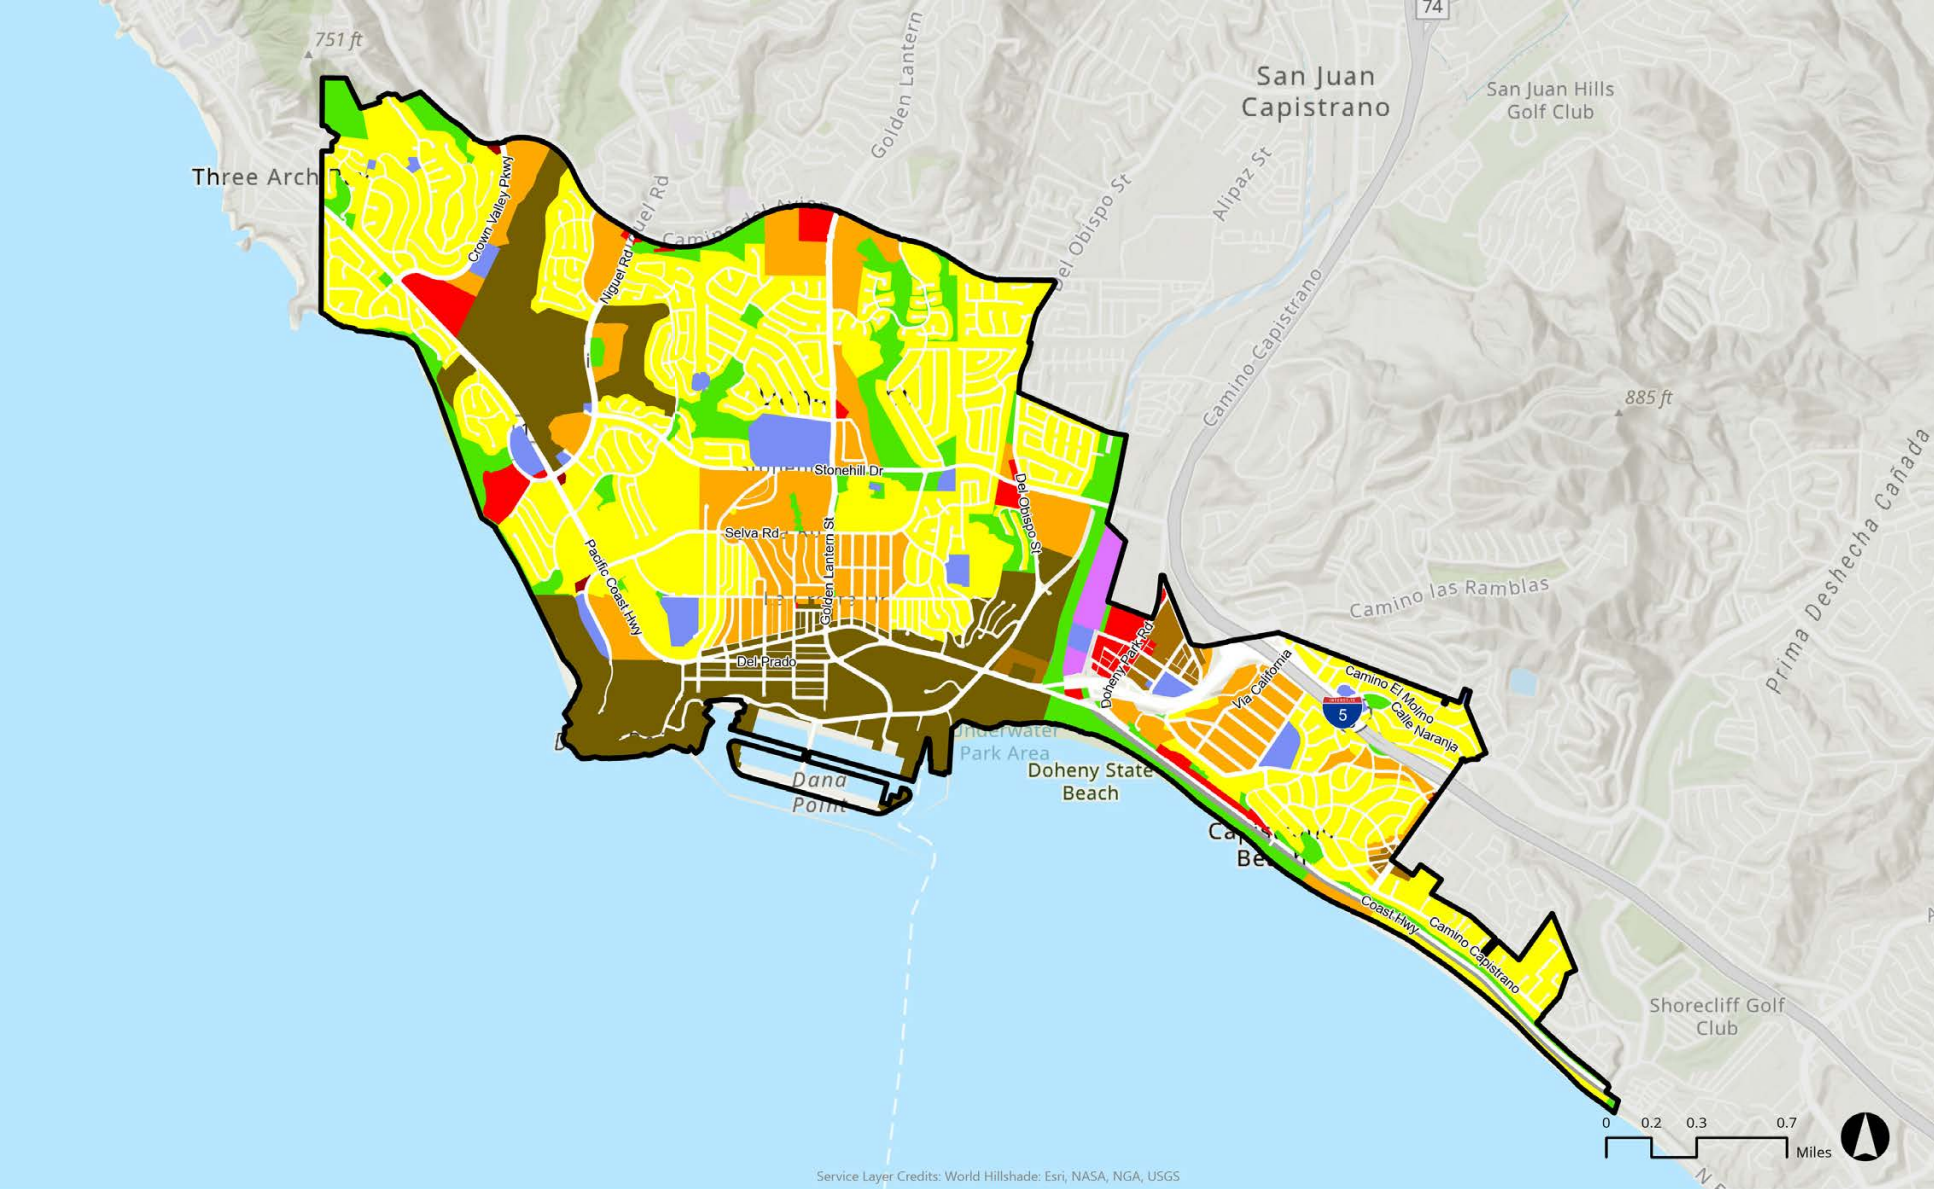 74
751 ft
San Juan
Capistrano
San Juan Hills
Golf Club
Golden Lantern
Three Arch
Crown Valley Pkwy
Niguel Rd
Del Obispo St
Alipaz St
Camino Capistrano
885 ft
Prima Deshecha Cañada
Stonehill Dr
Del Obispo St
Selva Rd
Golden Lantern St
Pacific Coast Hwy
Camino las Ramblas
Del Prado
Doheny Park Rd
Via California
Camino El Molino
Calle Naranja
5
Underwater
Park Area
Doheny State
Beach
Dana
Point
Coast Hwy
Camino Capistrano
Shorecliff Golf
Club
0 0.2 0.3 0.7
Miles
Service Layer Credits: World Hillshade: Esri, NASA, NGA, USGS